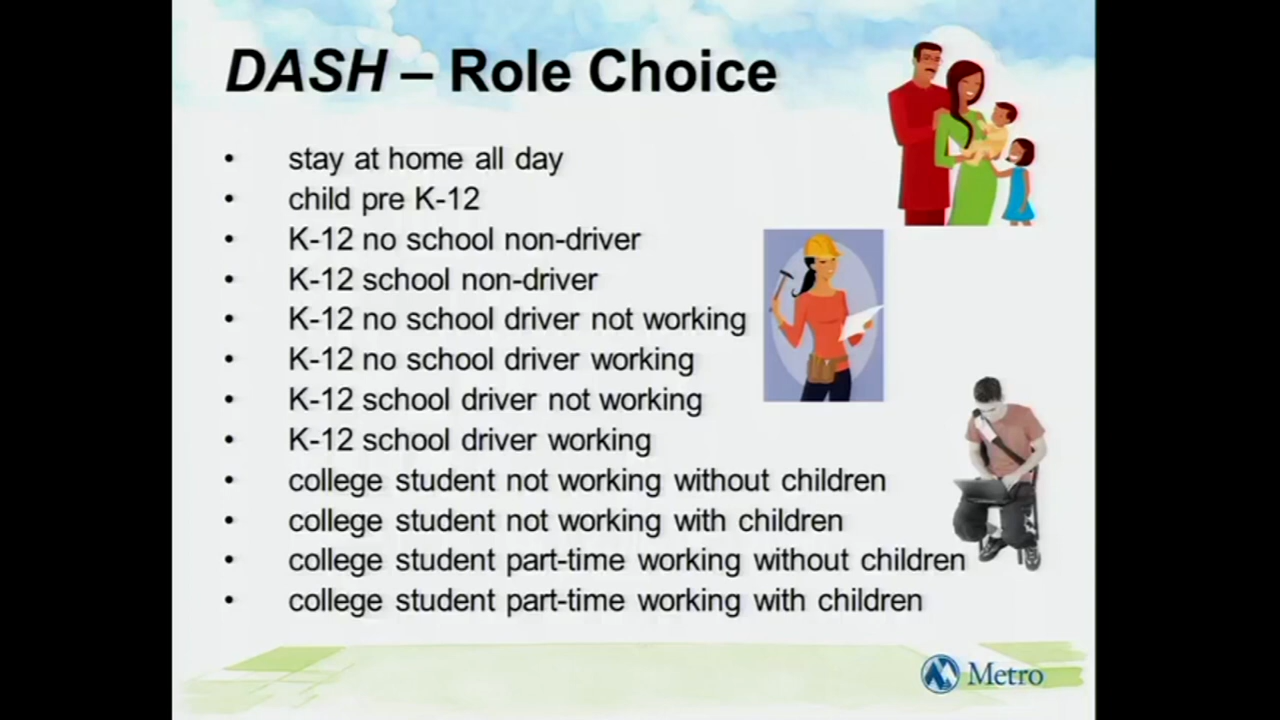 DASH – Role Choice
• stay at home all day
• child pre K-12
• K-12 no school non-driver
• K-12 school non-driver
• K-12 no school driver not working
• K-12 no school driver working
• K-12 school driver not working
• K-12 school driver working
• college student not working without children
• college student not working with children
• college student part-time working without children
• college student part-time working with children
Metro